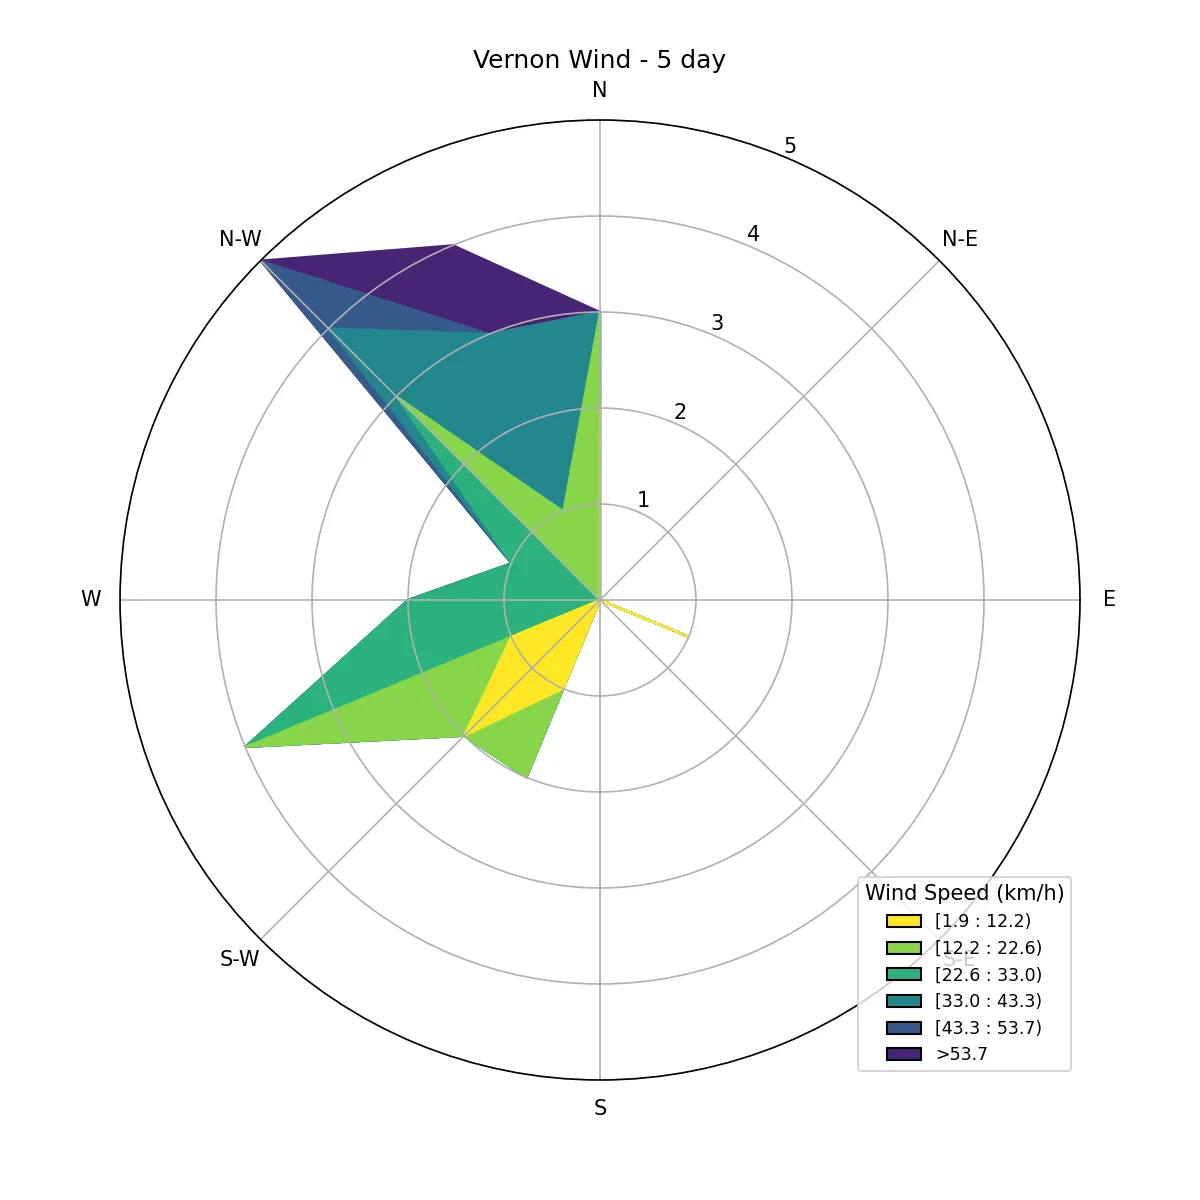 Vernon Wind - 5 day
N
5
4
N-W
N-E
3
2
1
W
E
S-W
S-E
S
Wind Speed (km/h)
[1.9 : 12.2)
[12.2 : 22.6)
[22.6 : 33.0)
[33.0 : 43.3)
[43.3 : 53.7)
>53.7